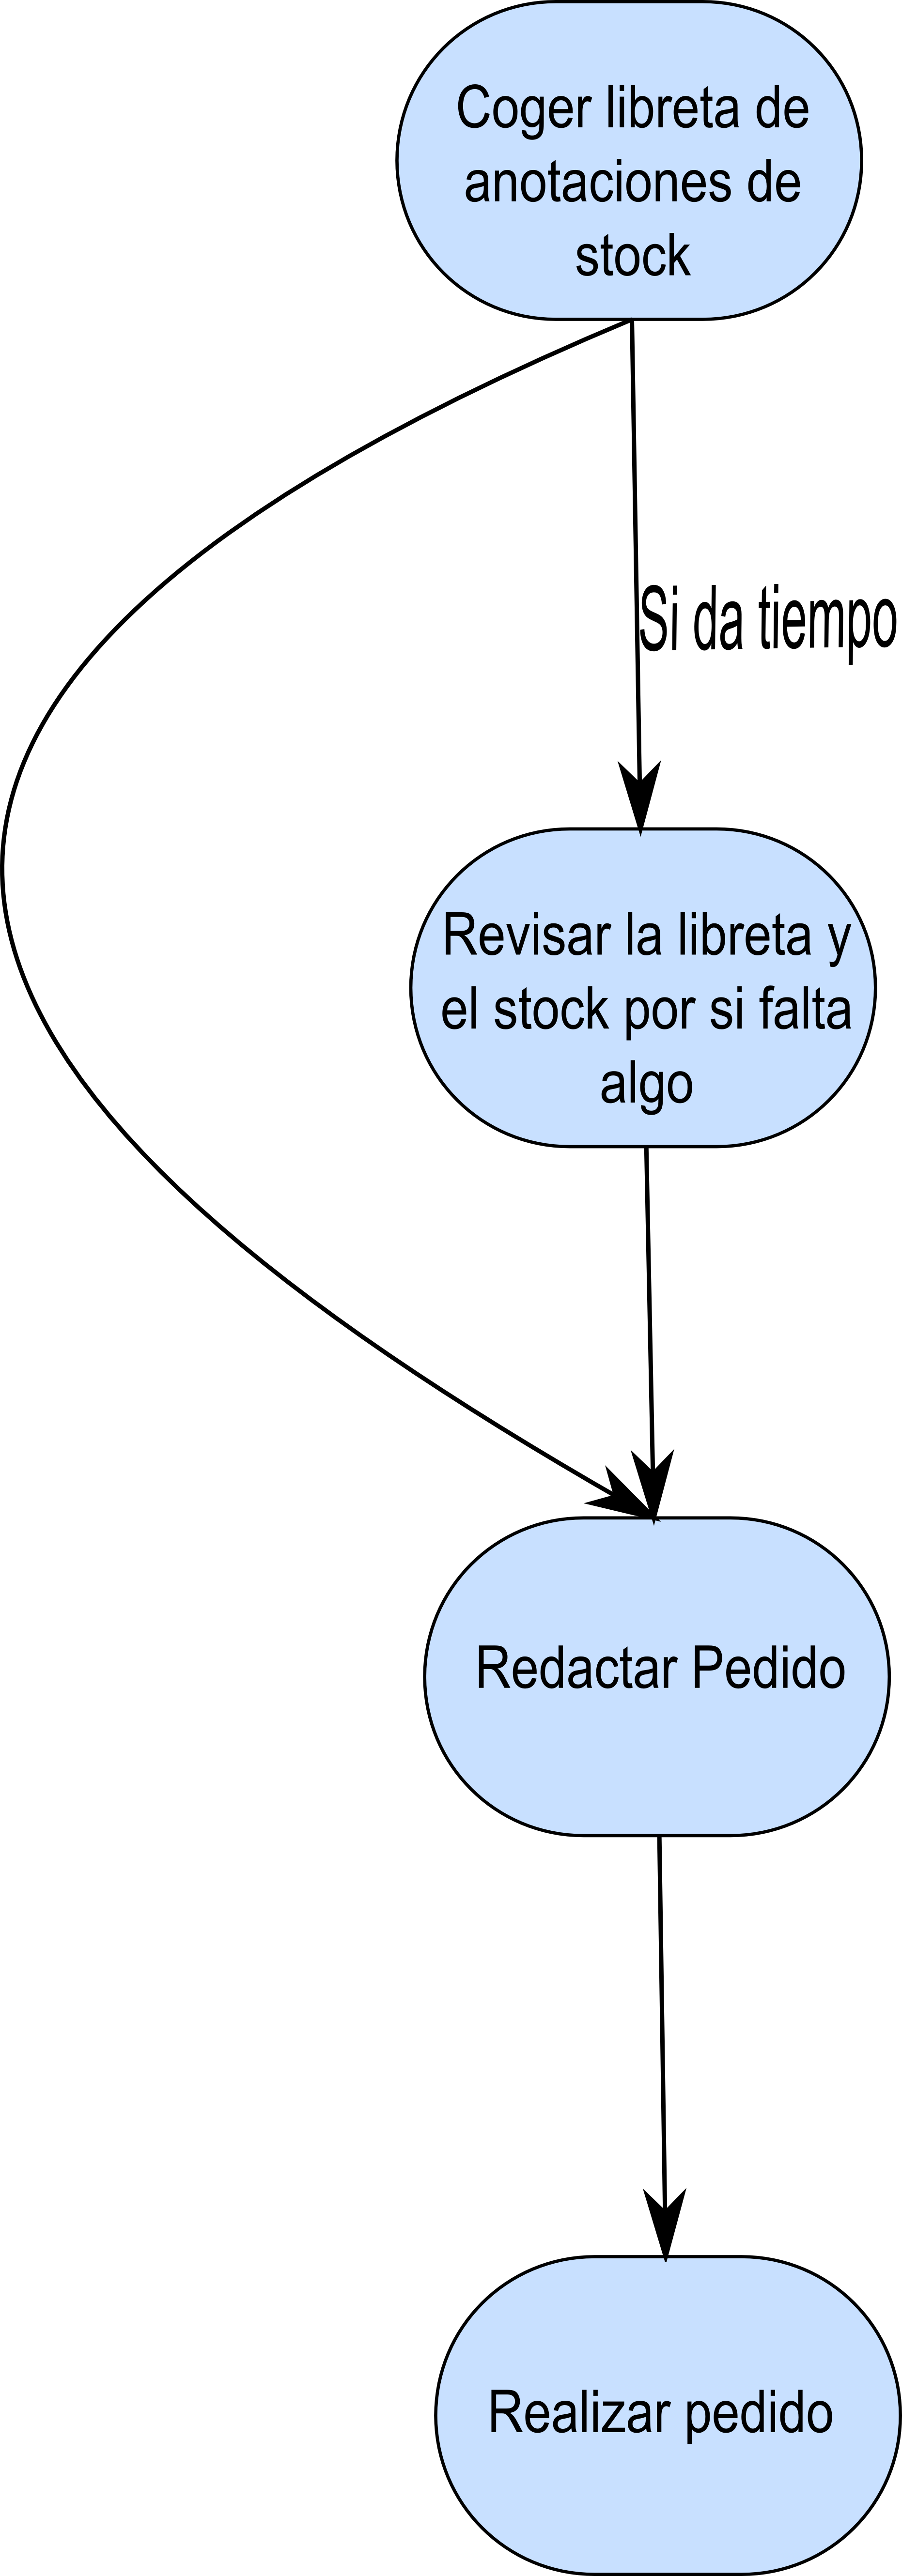 Coger libreta de
anotaciones de
stock
Si da tiempo
Revisar la libreta y
el stock por si falta
algo
Redactar Pedido
Realizar pedido